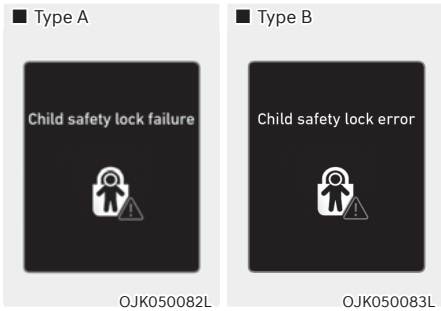 ■ Type A
Child safety lock failure
OJK050082L
■ Type B
Child safety lock error
OJK050083L